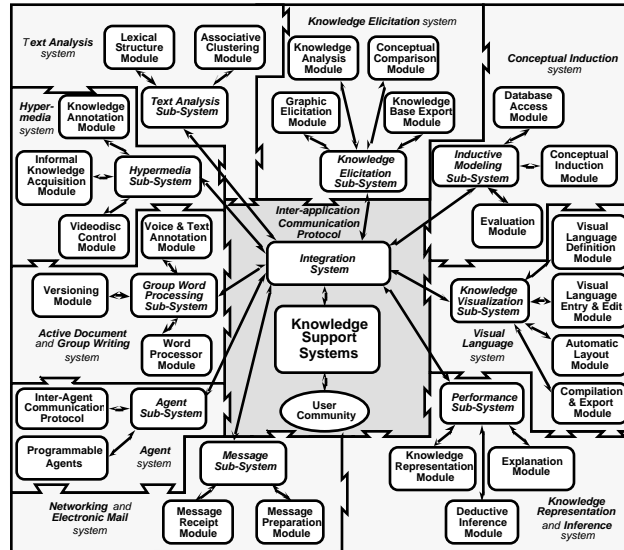 Text Analysis
system
Lexical
Structure
Module
Associative
Clustering
Module
Text Analysis
Sub-System
Knowledge Elicitation system
Knowledge
Analysis
Module
Conceptual
Comparison
Module
Graphic
Elicitation
Module
Knowledge
Base Export
Module
Knowledge
Elicitation Sub-System
Conceptual Induction
system
Database
Access
Module
Inductive
Modeling
Sub-System
Conceptual
Induction
Module
Evaluation
Module
Hyper-
media
system
Knowledge
Annotation
Module
Informal
Knowledge
Acquisition
Module
Hypermedia
Sub-System
Videodisc
Control
Module
Inter-application
Communication
Protocol
Integration
System
Knowledge
Support
Systems
User
Community
Voice & Text
Annotation
Module
Versioning
Module
Group Word
Processing
Sub-System
Word
Processor
Module
Active Document
and Group Writing
system
Visual
Language
Definition
Module
Knowledge
Visualization
Sub-System
Visual
Language
Entry & Edit
Module
Automatic
Layout
Module
Compilation
& Export
Module
Visual
Language
system
Inter-Agent
Communication
Protocol
Agent
Sub-System
Programmable
Agents
Agent
system
Message
Sub-System
Message
Receipt
Module
Message
Preparation
Module
Networking and
Electronic Mail
system
Performance
Sub-System
Knowledge
Representation
Module
Explanation
Module
Deductive
Inference
Module
Knowledge
Representation
and Inference
system